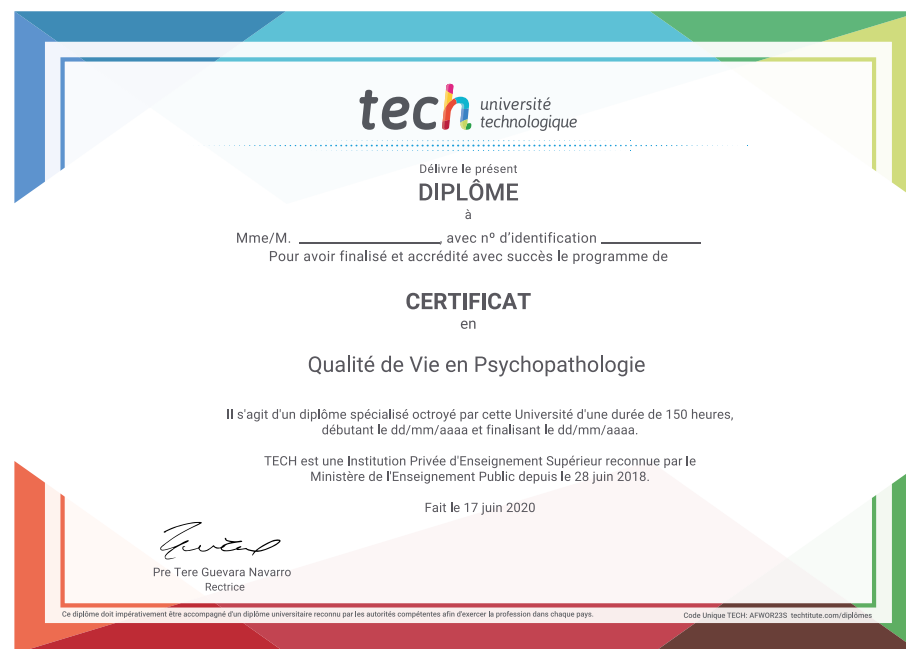 tech université
technologique
Délivre le présent
DIPLÔME
à
Mme/M. ____________________, avec nº d'identification ______________
Pour avoir finalisé et accrédité avec succès le programme de
CERTIFICAT
en
Qualité de Vie en Psychopathologie
Il s'agit d'un diplôme spécialisé octroyé par cette Université d'une durée de 150 heures,
débutant le dd/mm/aaaa et finalisant le dd/mm/aaaa.
TECH est une Institution Privée d'Enseignement Supérieur reconnue par le
Ministère de l'Enseignement Public depuis le 28 juin 2018.
Fait le 17 juin 2020
Pre Tere Guevara Navarro
Rectrice
Ce diplôme doit impérativement être accompagné d'un diplôme universitaire reconnu par les autorités compétentes afin d'exercer la profession dans chaque pays.
Code Unique TECH: AFWOR23S techtitute.com/diplômes